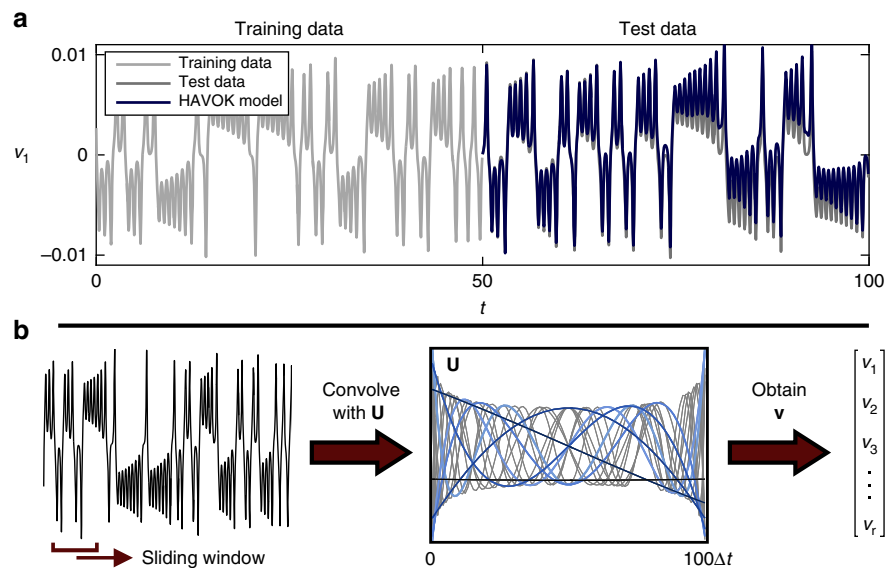 a
Training data
Test data
0.01
0
−0.01
v1
Training data
Test data
HAVOK model
0
50
100
t
b
Sliding window
Convolve
with U
U
0
100Δt
Obtain
v
v1
v2
v3
vr